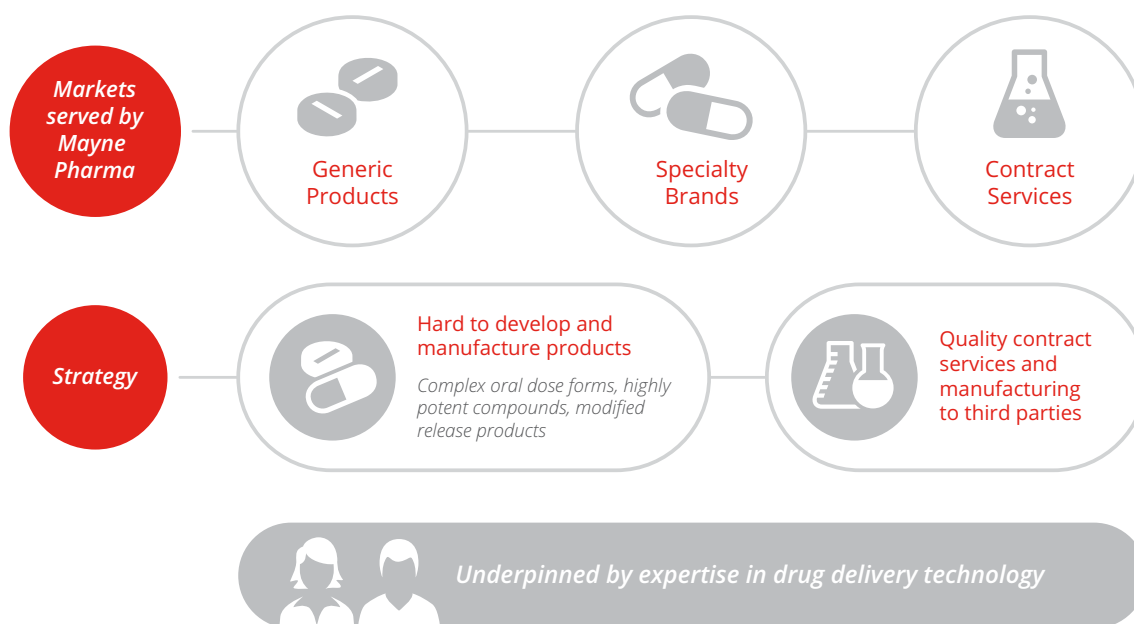 Markets
served by
Mayne
Pharma
Generic
Products
Specialty
Brands
Contract
Services
Strategy
Hard to develop and
manufacture products
Complex oral dose forms, highly
potent compounds, modified
release products
Quality contract
services and
manufacturing
to third parties
Underpinned by expertise in drug delivery technology